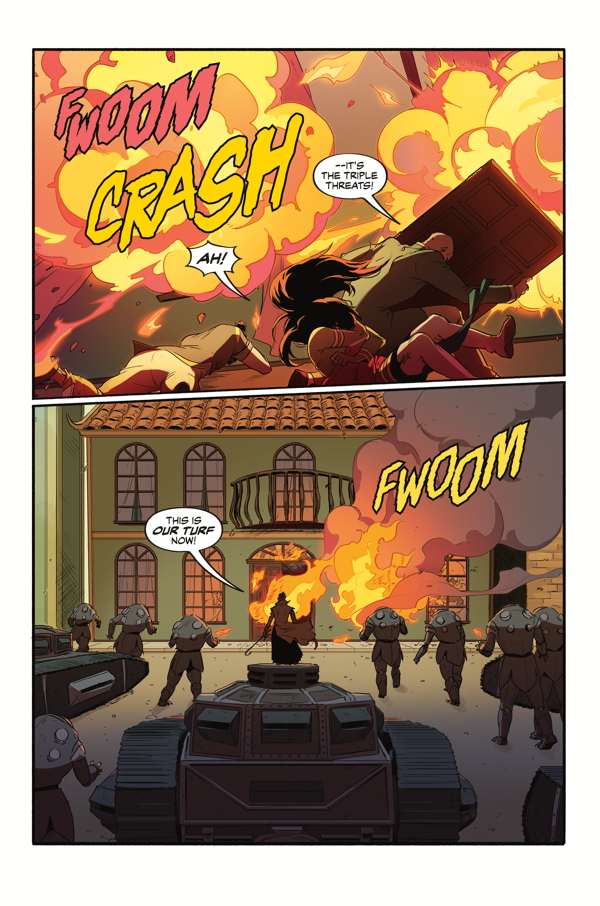 FWOOM
CRASH
--IT'S
THE TRIPLE
THREATS!
AH!
FWOOM
THIS IS
OUR TURF
NOW!